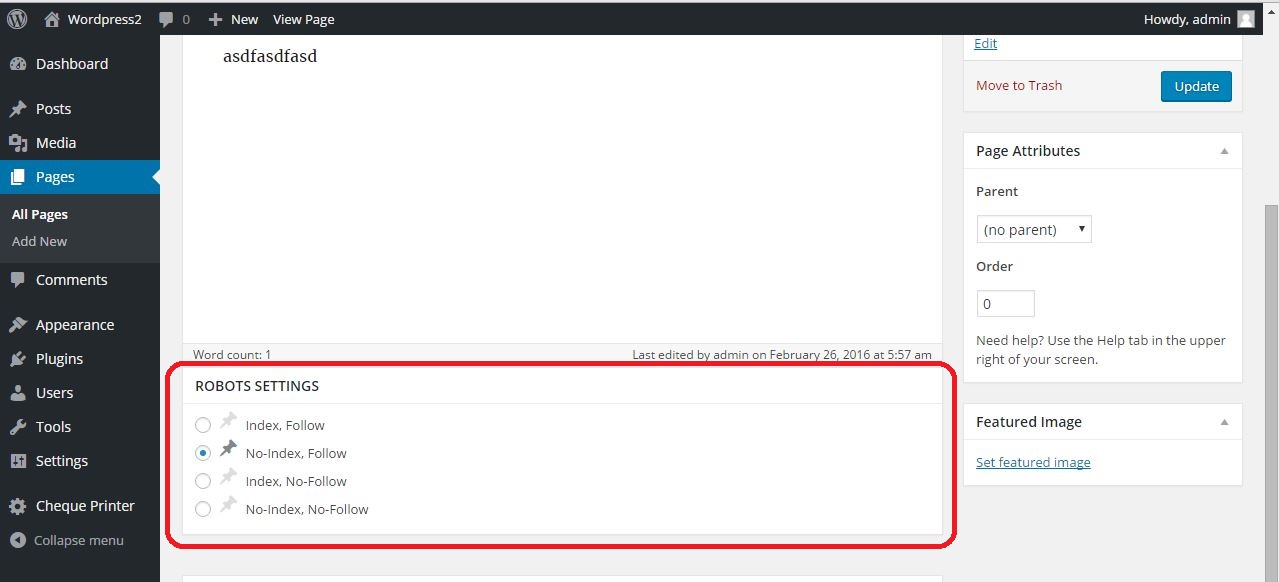 Wordpress2 0 New View Page Howdy, admin
Dashboard
Posts
Media
Pages
All Pages
Add New
Comments
Appearance
Plugins
Users
Tools
Settings
Cheque Printer
Collapse menu
asdfasdfasd
Word count: 1 Last edited by admin on February 26, 2016 at 5:57 am
ROBOTS SETTINGS
Index, Follow
No-Index, Follow
Index, No-Follow
No-Index, No-Follow
Edit
Move to Trash Update
Page Attributes
Parent
(no parent)
Order
0
Need help? Use the Help tab in the upper
right of your screen.
Featured Image
Set featured image